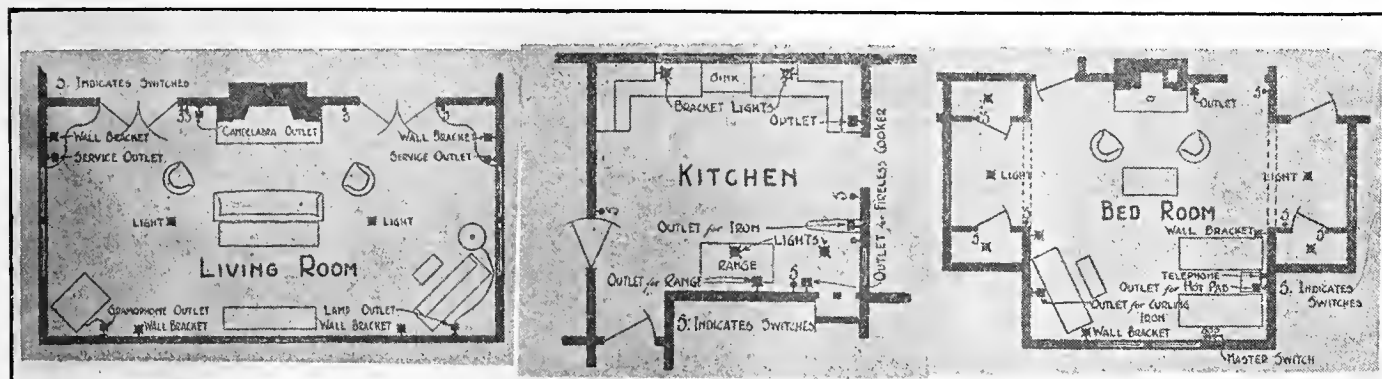 S. INDICATES SWITCHED
WALL BRACKET
SERVICE OUTLET
CANDELABRA OUTLET
WALL BRACKET
SERVICE OUTLET
LIGHT
LIGHT
LIVING ROOM
GRAMOPHONE OUTLET
WALL BRACKET
LAMP OUTLET
WALL BRACKET
SINK
BRACKET LIGHTS
OUTLET
KITCHEN
S
OUTLET for IRON
OUTLET for FIRELESS COOKER
LIGHTS
RANGE
OUTLET for RANGE
S
S. INDICATES SWITCHES
OUTLET
LIGHT
LIGHT
BED ROOM
WALL BRACKET
TELEPHONE
OUTLET for HOT PAD
OUTLET for CURLING
IRON
WALL BRACKET
S. INDICATES
SWITCHES
MASTER SWITCH